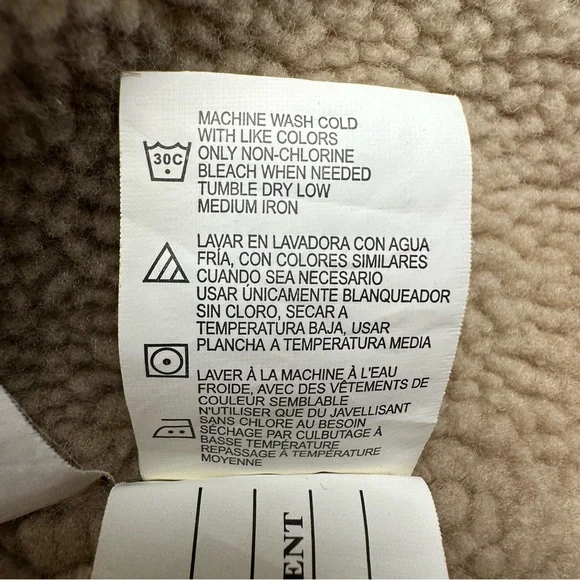 MACHINE WASH COLD
WITH LIKE COLORS
30C
ONLY NON-CHLORINE
BLEACH WHEN NEEDED
TUMBLE DRY LOW
MEDIUM IRON
LAVAR EN LAVADORA CON AGUA
FRÍA, CON COLORES SIMILARES
CUANDO SEA NECESARIO
USAR ÚNICAMENTE BLANQUEADOR
SIN CLORO, SECAR A
TEMPERATURA BAJA, USAR
PLANCHA A TEMPERATURA MEDIA
LAVER À LA MACHINE À L'EAU
FROIDE, AVEC DES VÊTEMENTS DE
COULEUR SEMBLABLE
N'UTILISER QUE DU JAVELLISANT
SANS CHLORE AU BESOIN
SÉCHAGE PAR CULBUTAGE À
BASSE TEMPÉRATURE
REPASSAGE À TEMPÉRATURE
MOYENNE
ENT